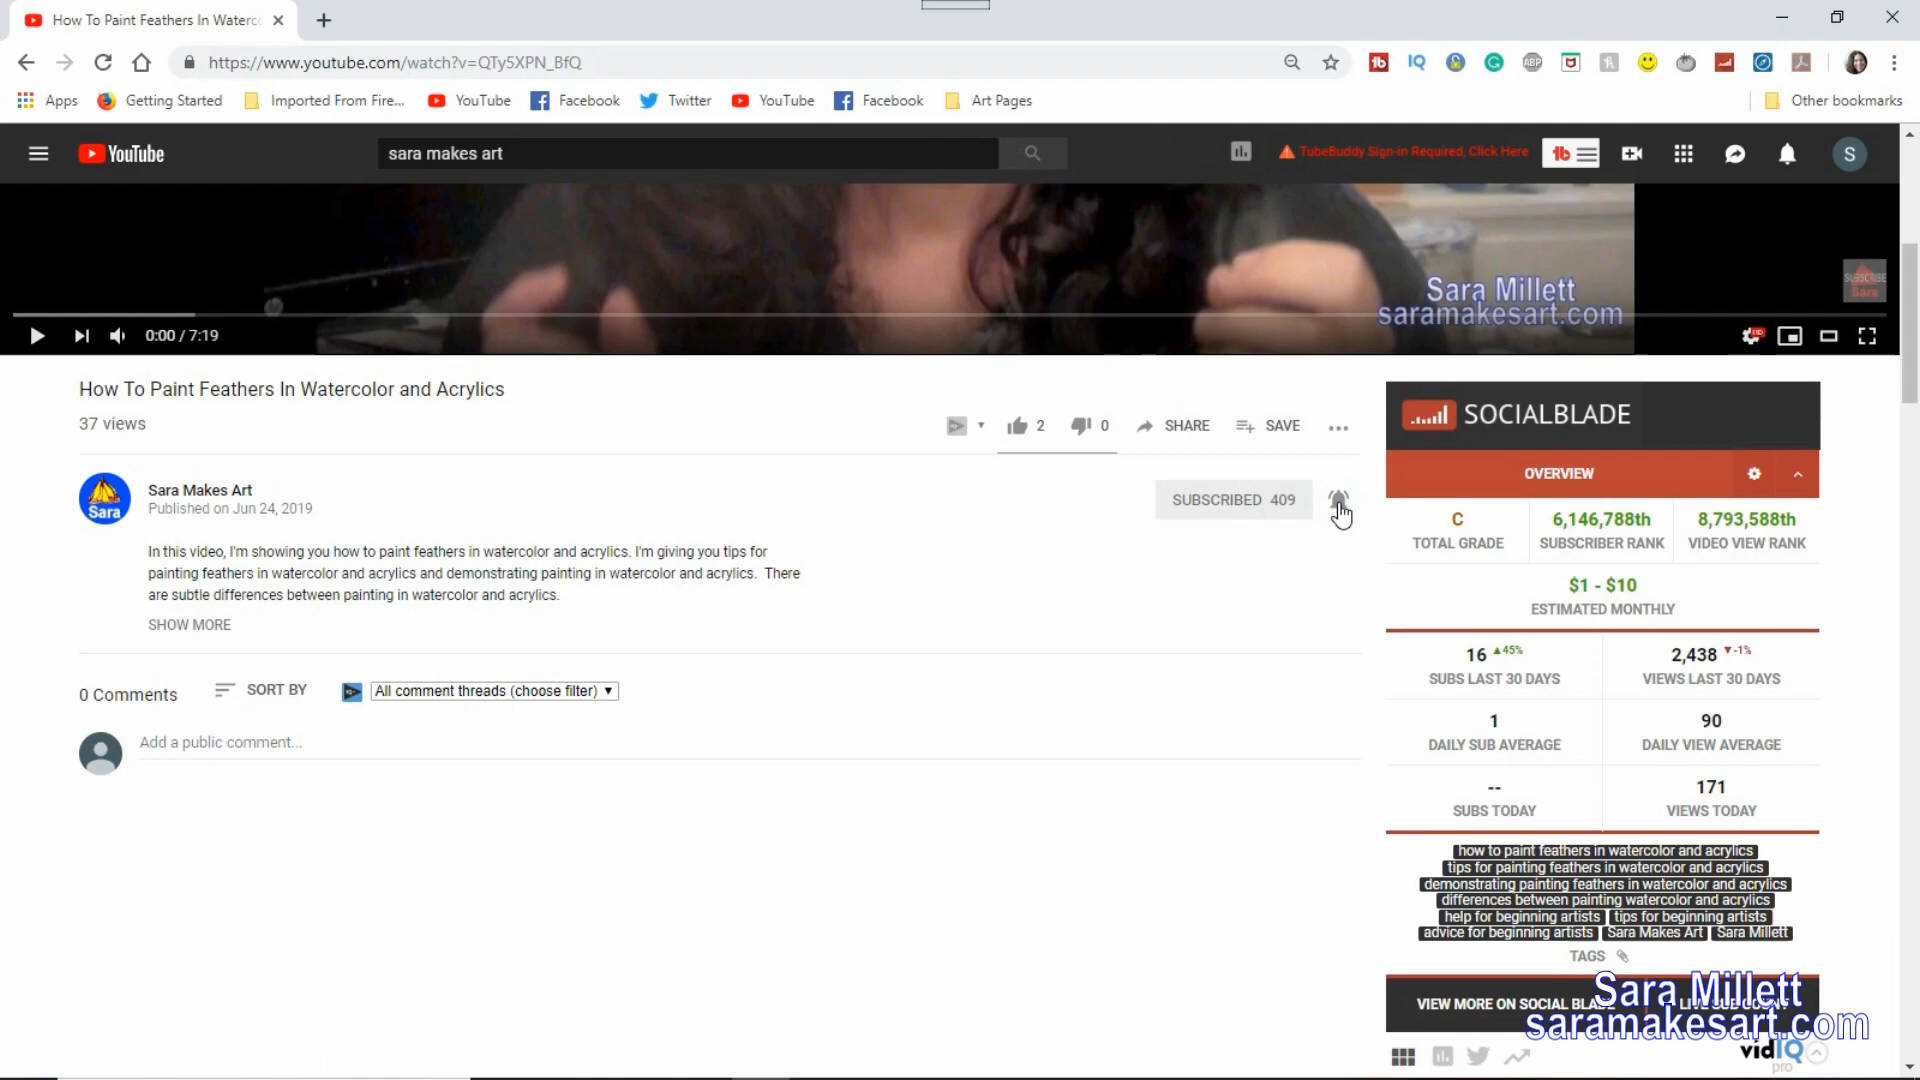 How To Paint Feathers In Waterc
https://www.youtube.com/watch?v=QTy5XPN_BfQ
Apps Getting Started Imported From Fire... YouTube Facebook Twitter YouTube Facebook Art Pages Other bookmarks
YouTube sara makes art TubeBuddy Sign-in Required, Click Here tb S
SUBSCRIBE
Sara
Sara Millett
saramakesart.com
0:00 / 7:19 HD
How To Paint Feathers In Watercolor and Acrylics
37 views
2 0 SHARE SAVE
Sara
Sara Makes Art
Published on Jun 24, 2019
SUBSCRIBED 409
In this video, I'm showing you how to paint feathers in watercolor and acrylics. I'm giving you tips for
painting feathers in watercolor and acrylics and demonstrating painting in watercolor and acrylics. There
are subtle differences between painting in watercolor and acrylics.
SHOW MORE
0 Comments SORT BY All comment threads (choose filter)
Add a public comment...
SOCIALBLADE
OVERVIEW
C 6,146,788th 8,793,588th
TOTAL GRADE SUBSCRIBER RANK VIDEO VIEW RANK
$1 - $10
ESTIMATED MONTHLY
16 45% 2,438 -1%
SUBS LAST 30 DAYS VIEWS LAST 30 DAYS
1 90
DAILY SUB AVERAGE DAILY VIEW AVERAGE
-- 171
SUBS TODAY VIEWS TODAY
how to paint feathers in watercolor and acrylics
tips for painting feathers in watercolor and acrylics
demonstrating painting feathers in watercolor and acrylics
differences between painting watercolor and acrylics
help for beginning artists tips for beginning artists
advice for beginning artists Sara Makes Art Sara Millett
TAGS
VIEW MORE ON SOCIAL BLADE
Sara Millett
saramakesart.com
vidIQ
pro